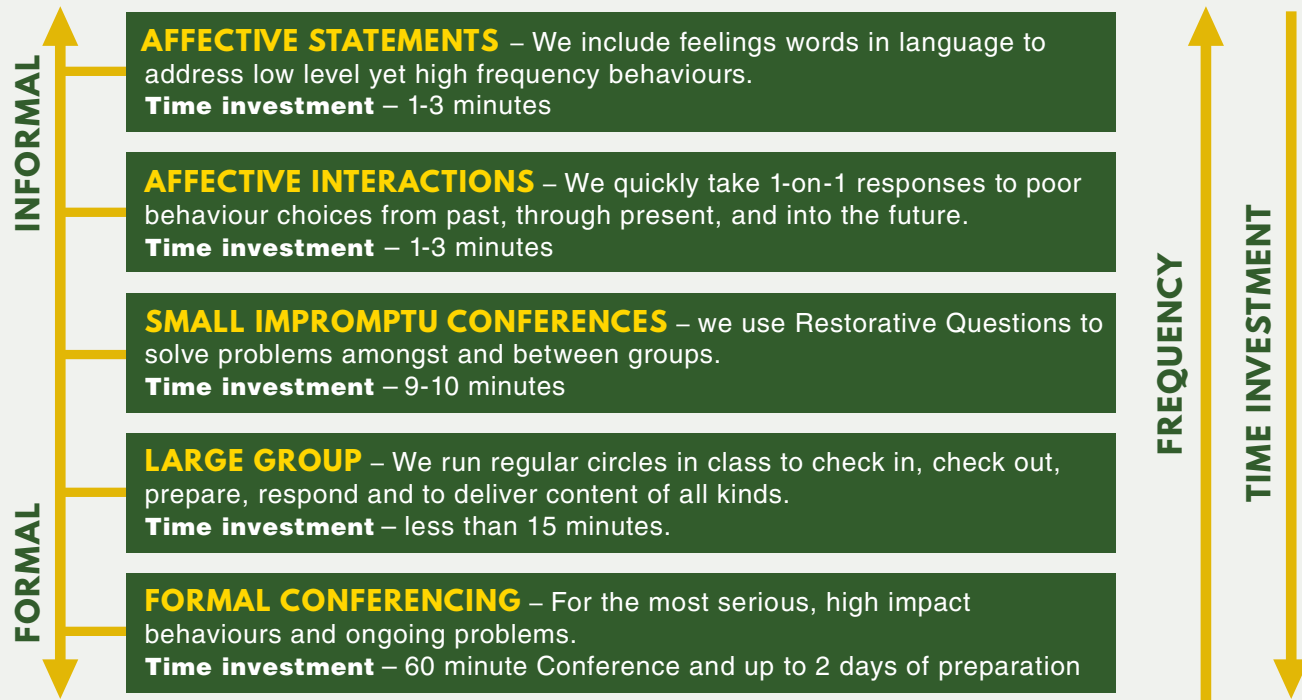 INFORMAL
FORMAL
AFFECTIVE STATEMENTS – We include feelings words in language to
address low level yet high frequency behaviours.
Time investment – 1-3 minutes
AFFECTIVE INTERACTIONS – We quickly take 1-on-1 responses to poor
behaviour choices from past, through present, and into the future.
Time investment – 1-3 minutes
SMALL IMPROMPTU CONFERENCES – we use Restorative Questions to
solve problems amongst and between groups.
Time investment – 9-10 minutes
LARGE GROUP – We run regular circles in class to check in, check out,
prepare, respond and to deliver content of all kinds.
Time investment – less than 15 minutes.
FORMAL CONFERENCING – For the most serious, high impact
behaviours and ongoing problems.
Time investment – 60 minute Conference and up to 2 days of preparation
FREQUENCY
TIME INVESTMENT